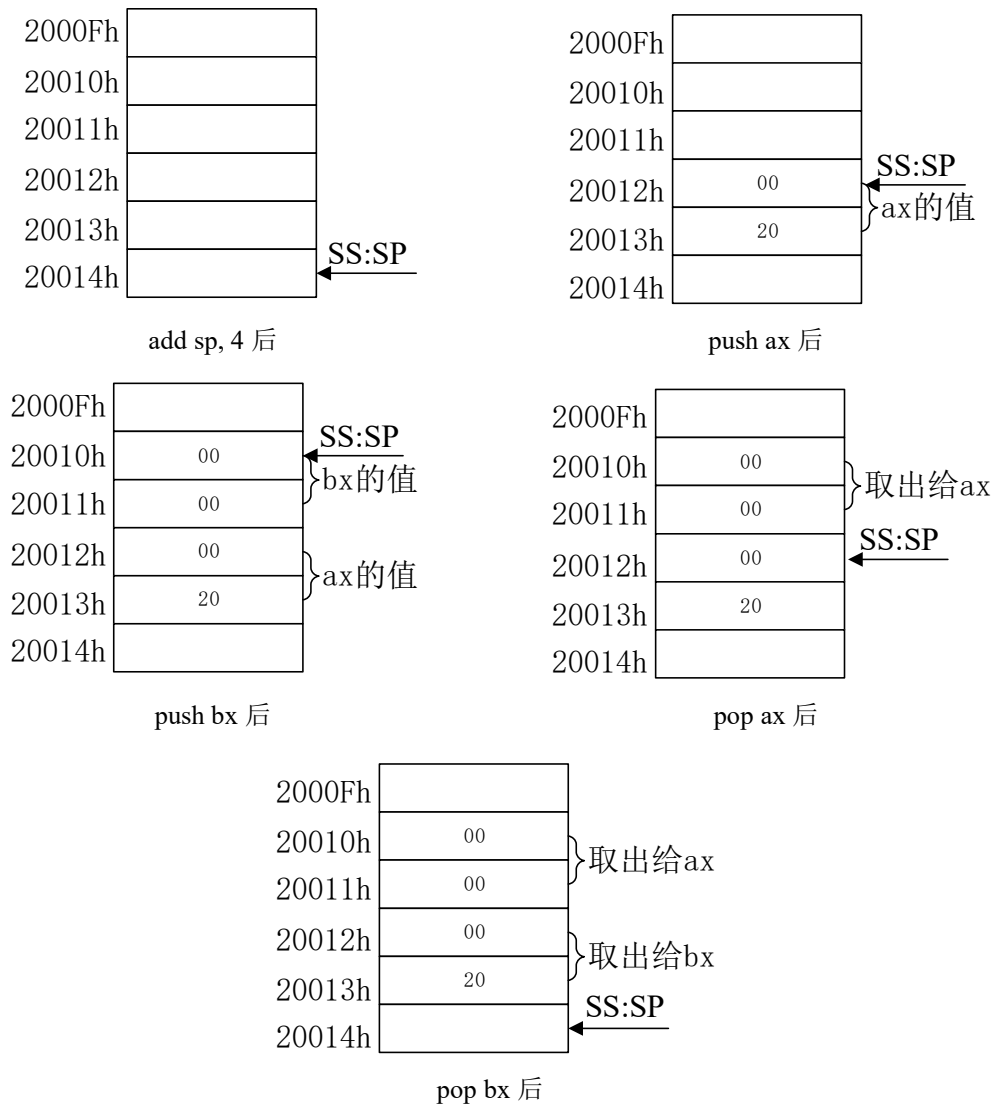 2000Fh
20010h
20011h
20012h
20013h
20014h
SS:SP
add sp, 4 后
2000Fh
20010h
20011h
20012h 00
20013h 20
20014h
SS:SP
ax的值
push ax 后
2000Fh
20010h 00
20011h 00
20012h 00
20013h 20
20014h
SS:SP
bx的值
ax的值
push bx 后
2000Fh
20010h 00
20011h 00
20012h 00
20013h 20
20014h
取出给ax
SS:SP
pop ax 后
2000Fh
20010h 00
20011h 00
20012h 00
20013h 20
20014h
取出给ax
取出给bx
SS:SP
pop bx 后